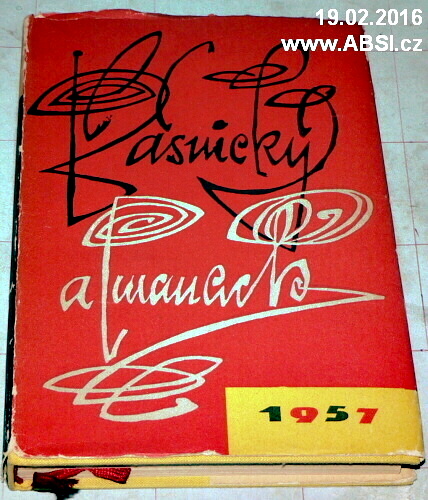 19.02.2016
www.ABSI.cz
Básnický
almanach
1957